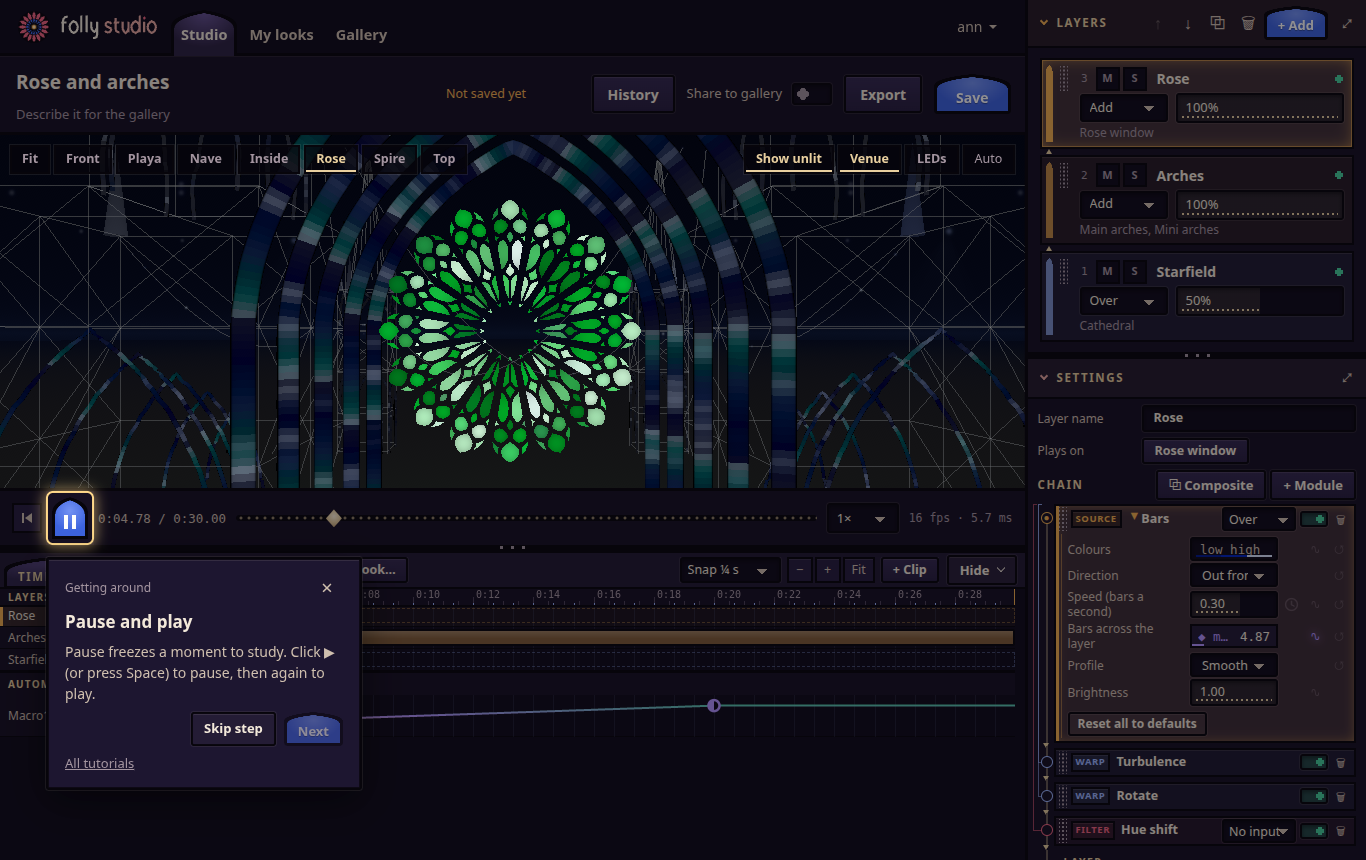 folly studio
Studio
My looks
Gallery
ann
Rose and arches
Describe it for the gallery
Not saved yet
History
Share to gallery
Export
Save
Fit
Front
Playa
Nave
Inside
Rose
Spire
Top
Show unlit
Venue
LEDs
Auto
0:04.78 / 0:30.00
1×
16 fps · 5.7 ms
Snap ¼ s
−
+
Fit
+ Clip
Hide
0:10
0:12
0:14
0:16
0:18
0:20
0:22
0:24
0:26
0:28
LAYERS
Rose
Arches
Getting around
×
Pause and play
Pause freezes a moment to study. Click ▶
(or press Space) to pause, then again to
play.
Skip step
Next
All tutorials
LAYERS
↑
↓
+ Add
3
M
S
Rose
Add
100%
Rose window
2
M
S
Arches
Add
100%
Main arches, Mini arches
1
M
S
Starfield
Over
50%
Cathedral
SETTINGS
Layer name
Rose
Plays on
Rose window
CHAIN
Composite
+ Module
SOURCE
Bars
Over
Colours
low high
Direction
Out fror
Speed (bars a
second)
0.30
Bars across the
layer
m… 4.87
Profile
Smooth
Brightness
1.00
Reset all to defaults
WARP
Turbulence
WARP
Rotate
FILTER
Hue shift
No input